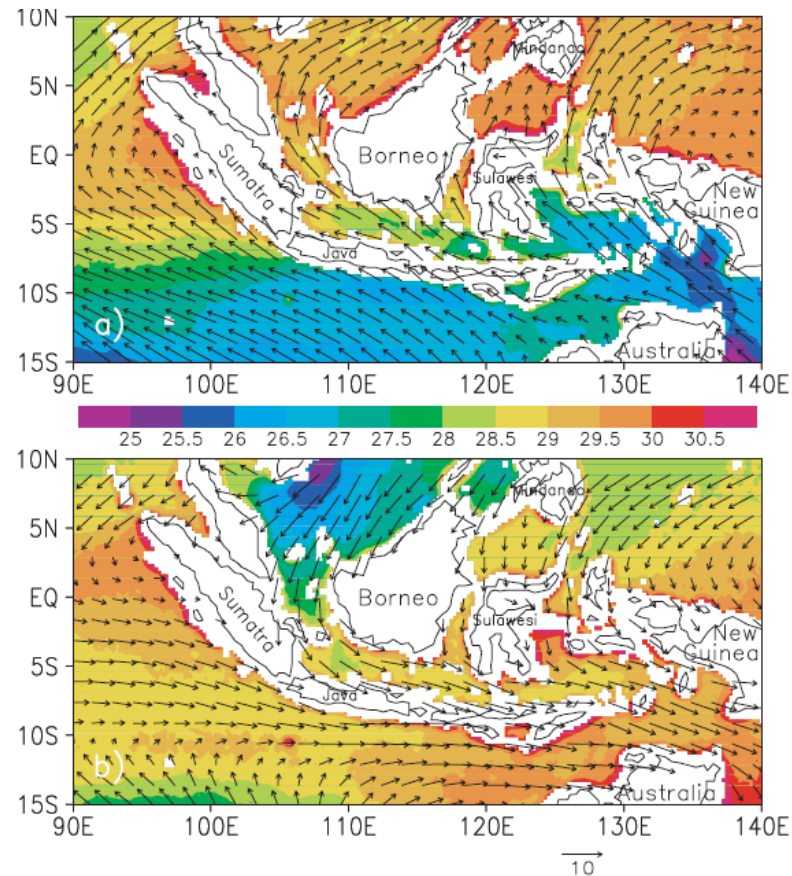 10N
5N
EQ
5S
10S
15S
Mindanao
Borneo
Sumatra
Sulawesi
New
Guinea
Java
a)
Australia
90E 100E 110E 120E 130E 140E
25 25.5 26 26.5 27 27.5 28 28.5 29 29.5 30 30.5
10N
5N
EQ
5S
10S
15S
Mindanao
Borneo
Sumatra
Sulawesi
New
Guinea
Java
b)
Australia
90E 100E 110E 120E 130E 140E
10